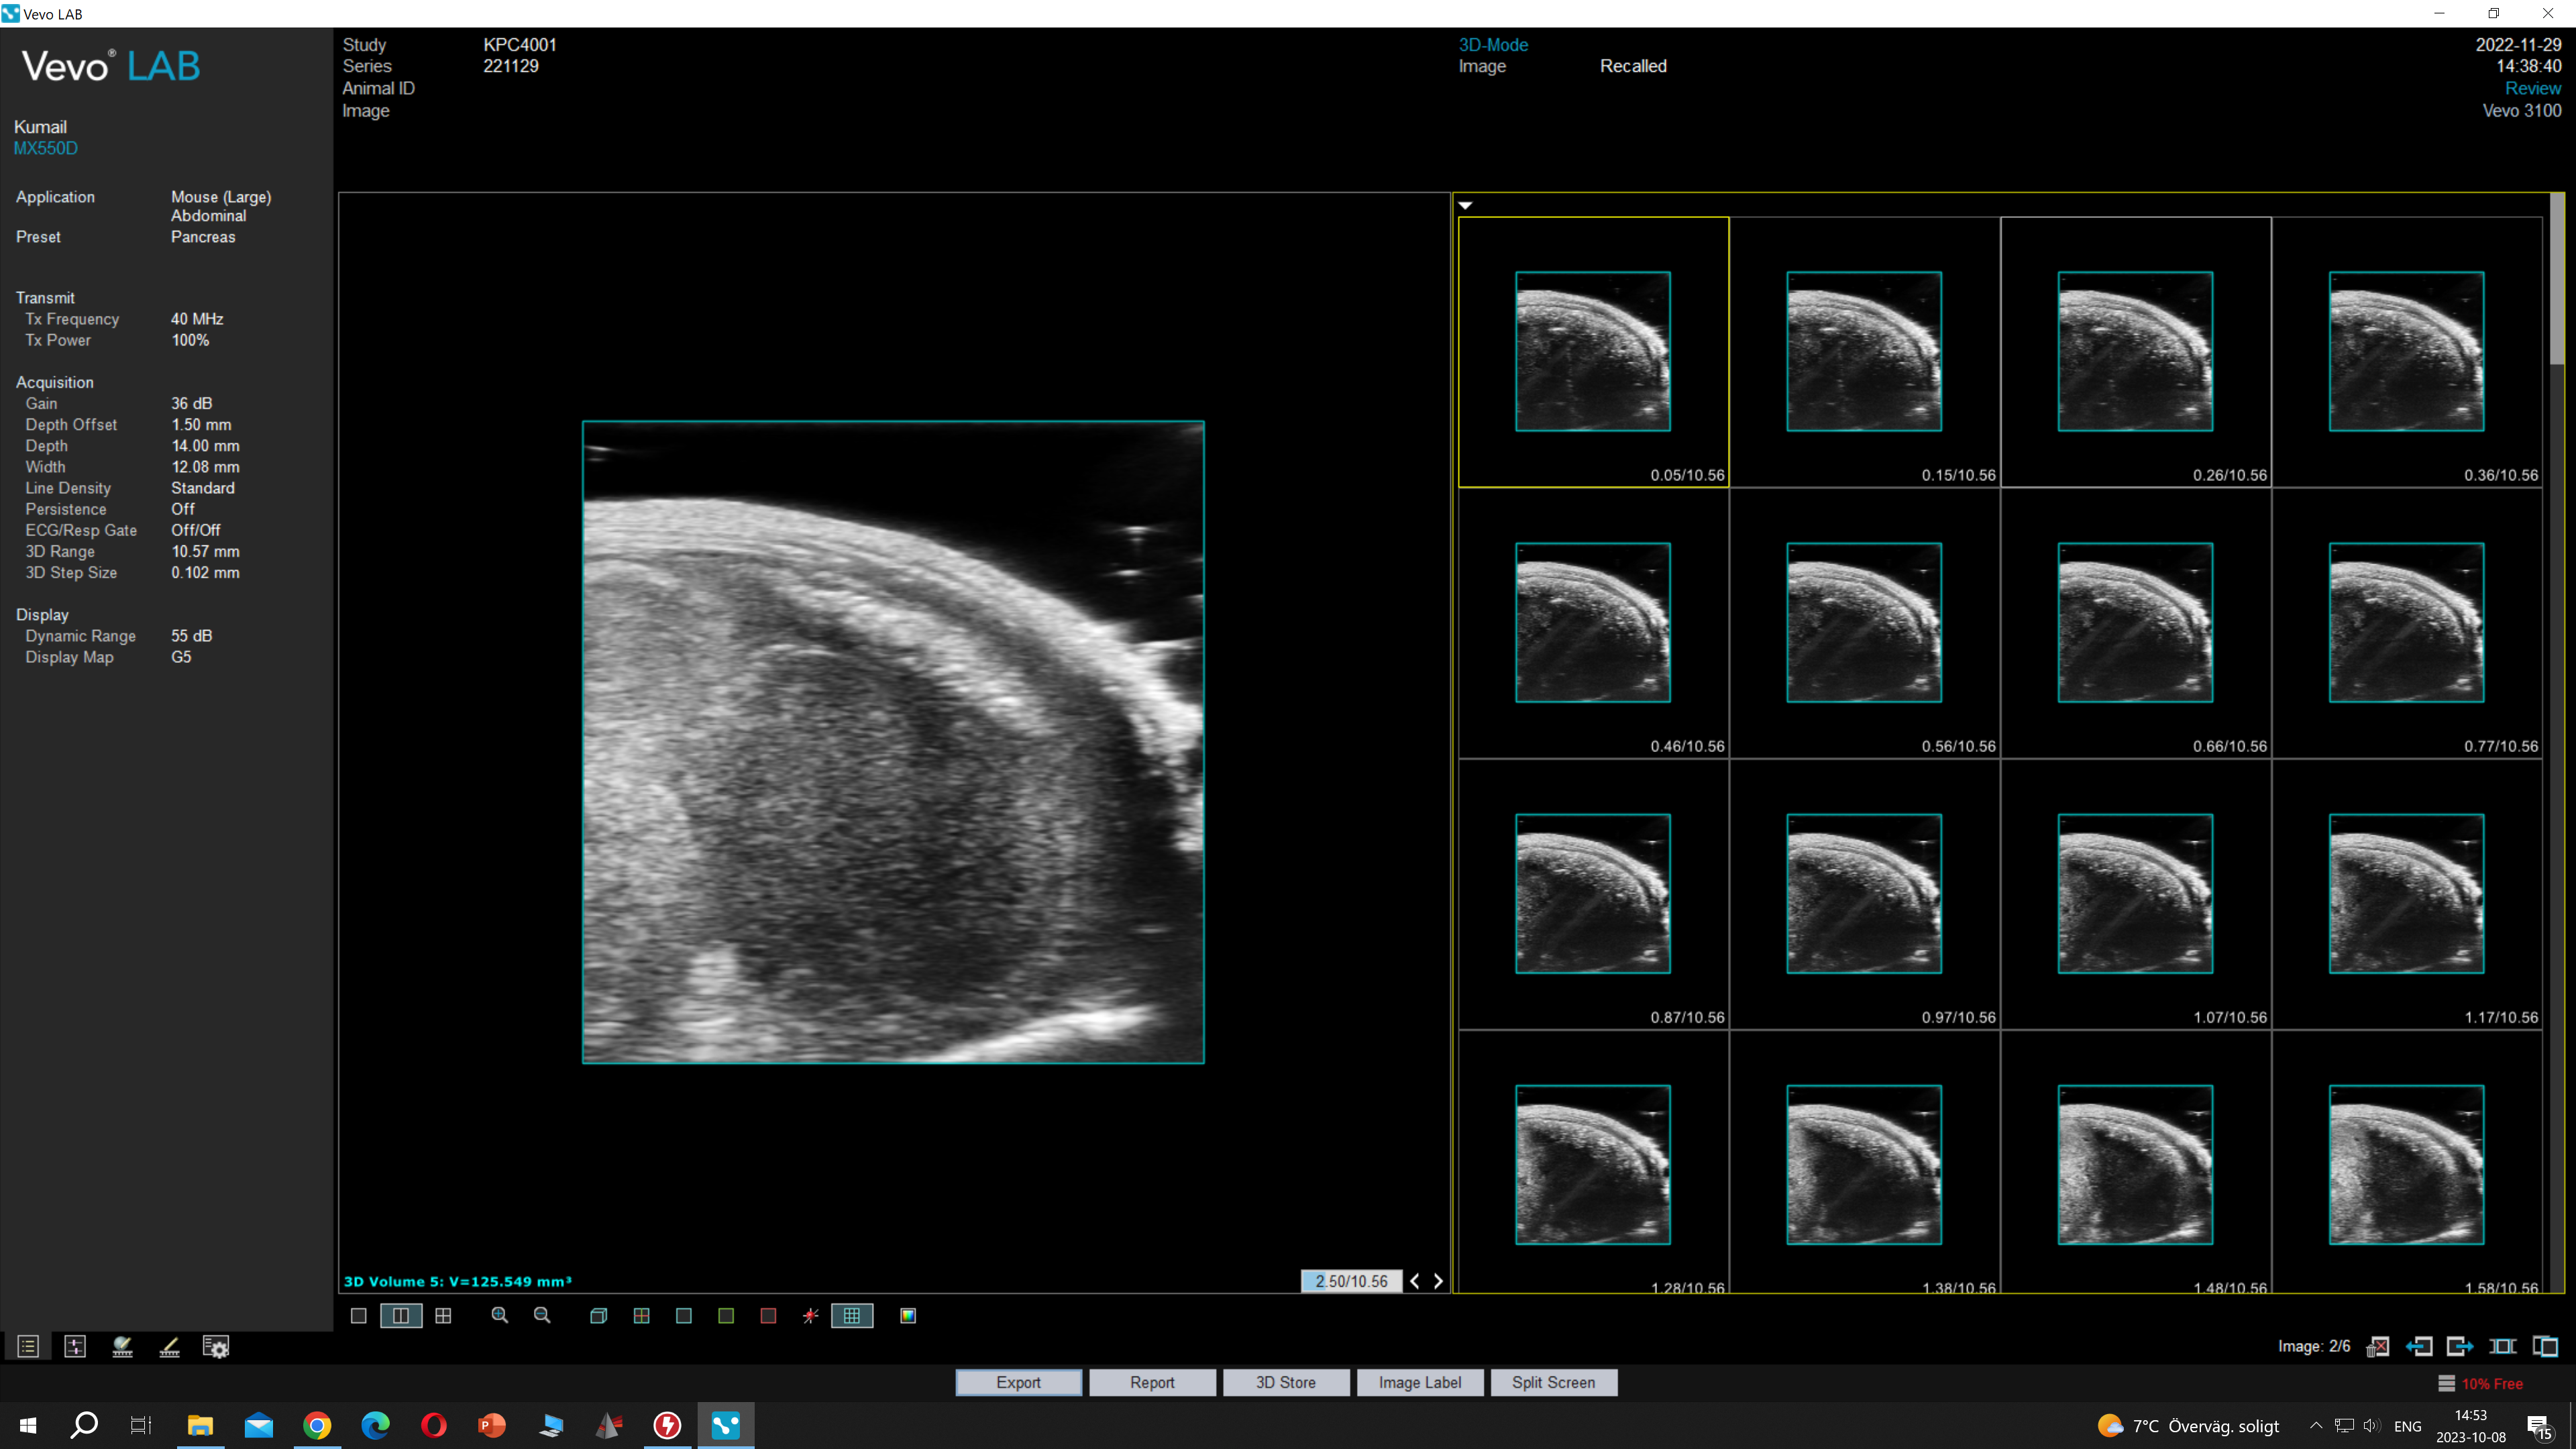 Vevo LAB
Study KPC4001
Series 221129
Animal ID
Image
3D-Mode
Image Recalled
2022-11-29
14:38:40
Review
Vevo 3100
Vevo® LAB
Kumail
MX550D
Application Mouse (Large)
Abdominal
Preset Pancreas
Transmit
Tx Frequency 40 MHz
Tx Power 100%
Acquisition
Gain 36 dB
Depth Offset 1.50 mm
Depth 14.00 mm
Width 12.08 mm
Line Density Standard
Persistence Off
ECG/Resp Gate Off/Off
3D Range 10.57 mm
3D Step Size 0.102 mm
Display
Dynamic Range 55 dB
Display Map G5
0.05/10.56 0.15/10.56 0.26/10.56 0.36/10.56
0.46/10.56 0.56/10.56 0.66/10.56 0.77/10.56
0.87/10.56 0.97/10.56 1.07/10.56 1.17/10.56
1.28/10.56 1.38/10.56 1.48/10.56 1.58/10.56
3D Volume 5: V=125.549 mm³
2.50/10.56
Image: 2/6
Export Report 3D Store Image Label Split Screen
10% Free
7°C Överväg. soligt
ENG
14:53
2023-10-08
15